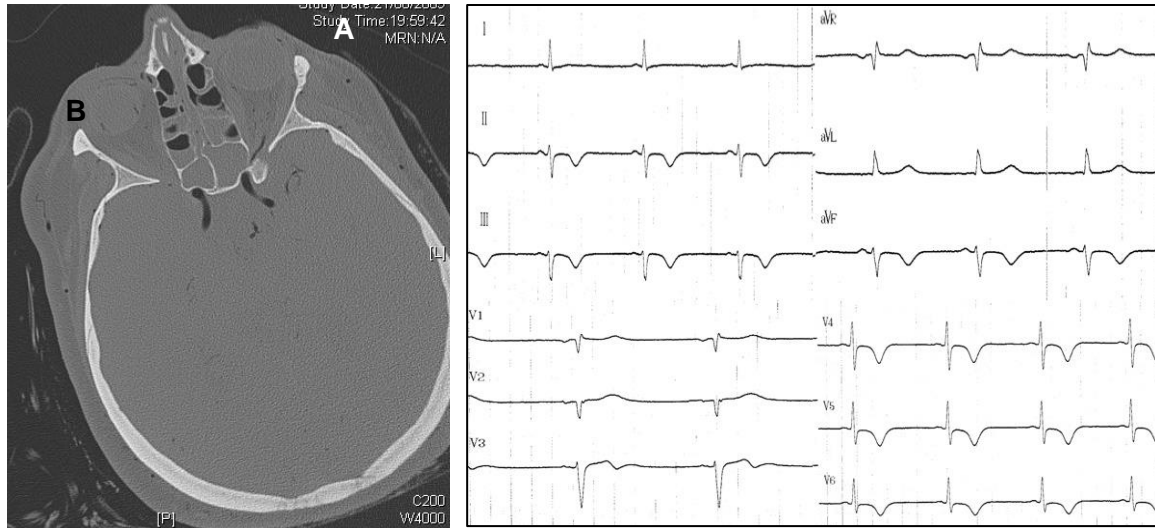 Study Time:19:59:42
A
MRN:N/A
B
[L]
C200
W4000
[P]
I
II
III
V1
V2
V3
aVR
aVL
aVF
V4
V5
V6